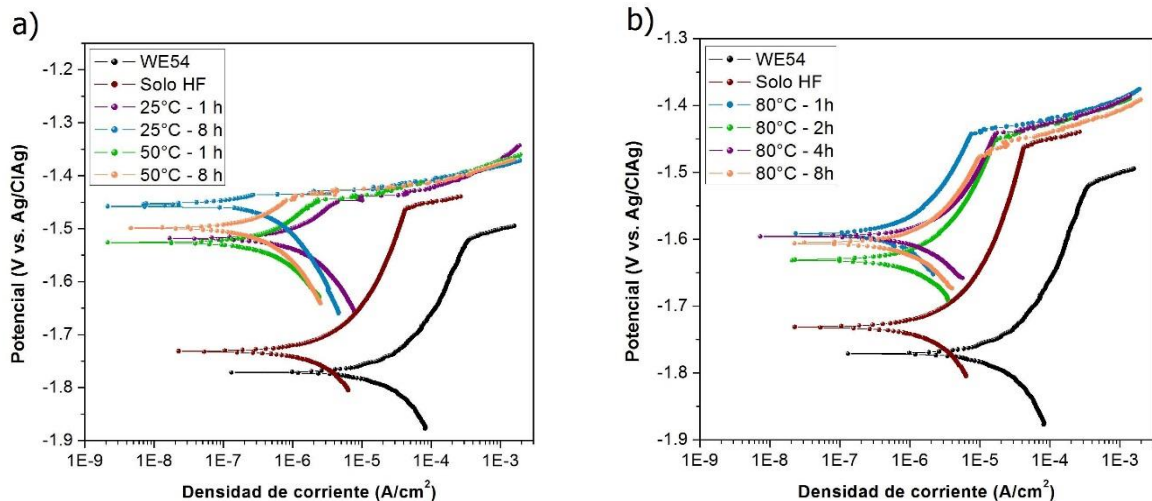 a)
WE54
Solo HF
25°C - 1 h
25°C - 8 h
50°C - 1 h
50°C - 8 h
-1.2
-1.3
-1.4
-1.5
-1.6
-1.7
-1.8
-1.9
Potencial (V vs. Ag/ClAg)
1E-9 1E-8 1E-7 1E-6 1E-5 1E-4 1E-3
Densidad de corriente (A/cm²)
b)
WE54
Solo HF
80°C - 1h
80°C - 2h
80°C - 4h
80°C - 8h
-1.3
-1.4
-1.5
-1.6
-1.7
-1.8
-1.9
Potencial (V vs. Ag/ClAg)
1E-9 1E-8 1E-7 1E-6 1E-5 1E-4 1E-3
Densidad de corriente (A/cm²)